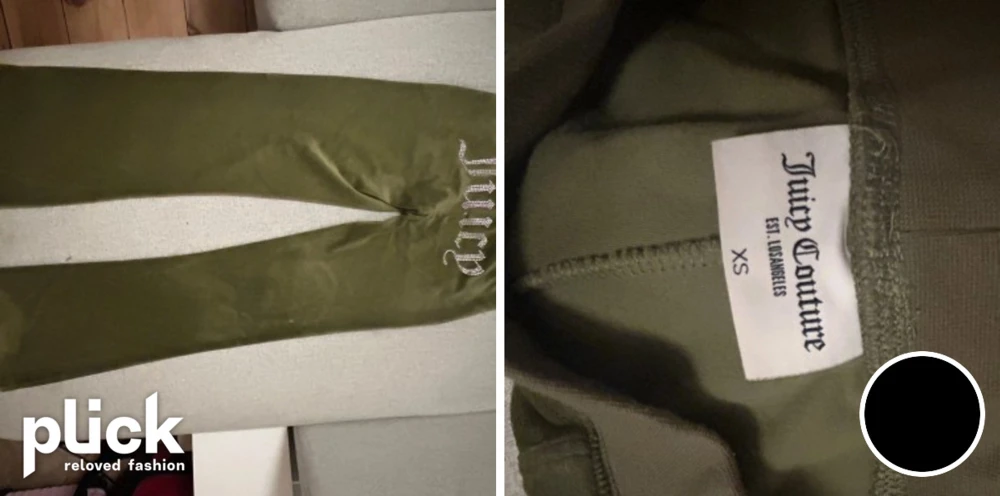 Juicy
plick
reloved fashion
Juicy Couture
EST. LOS ANGELES
XS